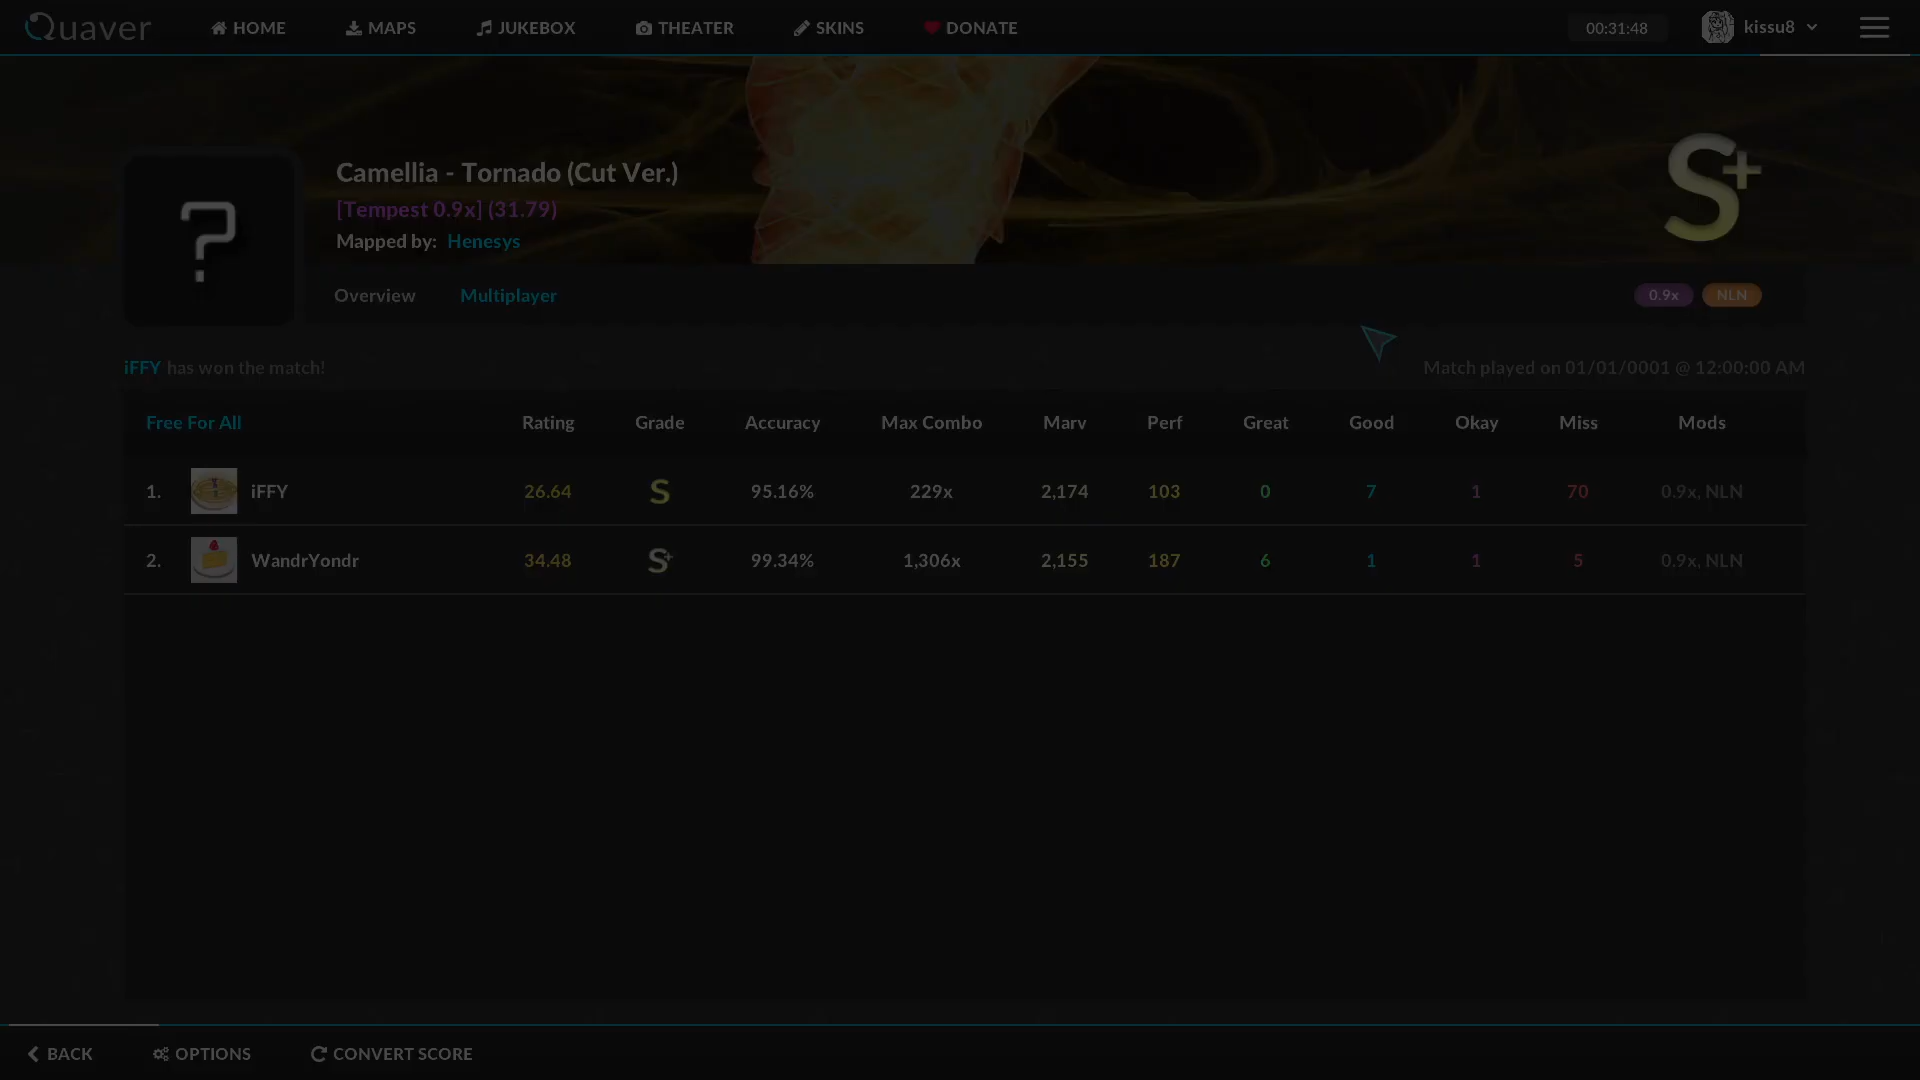 Quaver HOME MAPS JUKEBOX THEATER SKINS DONATE 00:31:48 kissu8
Camellia - Tornado (Cut Ver.)
[Tempest 0.9x] (31.79)
Mapped by: Henesys
S+
Overview Multiplayer 0.9x NLN
iFFY has won the match! Match played on 01/01/0001 @ 12:00:00 AM
Free For All Rating Grade Accuracy Max Combo Marv Perf Great Good Okay Miss Mods
1. iFFY 26.64 S 95.16% 229x 2,174 103 0 7 1 70 0.9x, NLN
2. WandrYondr 34.48 S+ 99.34% 1,306x 2,155 187 6 1 1 5 0.9x, NLN
BACK OPTIONS CONVERT SCORE